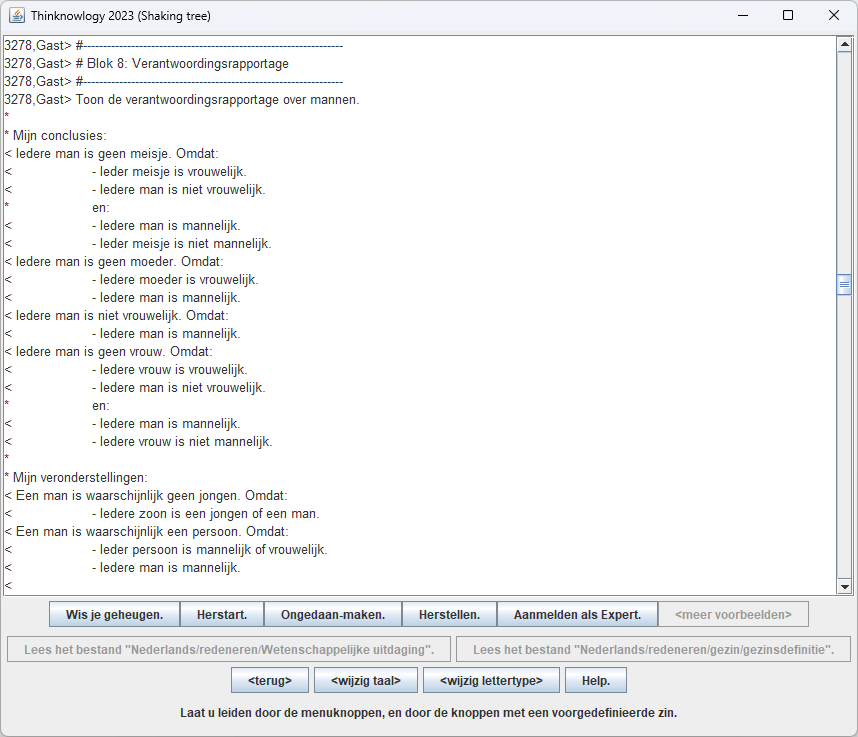 Thinknowlogy 2023 (Shaking tree)
3278,Gast> #-----------------------------------------------------------------
3278,Gast> # Blok 8: Verantwoordingsrapportage
3278,Gast> #-----------------------------------------------------------------
3278,Gast> Toon de verantwoordingsrapportage over mannen.
*
* Mijn conclusies:
< Iedere man is geen meisje. Omdat:
< - Ieder meisje is vrouwelijk.
< - Iedere man is niet vrouwelijk.
* en:
< - Iedere man is mannelijk.
< - Ieder meisje is niet mannelijk.
< Iedere man is geen moeder. Omdat:
< - Iedere moeder is vrouwelijk.
< - Iedere man is mannelijk.
< Iedere man is niet vrouwelijk. Omdat:
< - Iedere man is mannelijk.
< Iedere man is geen vrouw. Omdat:
< - Iedere vrouw is vrouwelijk.
< - Iedere man is niet vrouwelijk.
* en:
< - Iedere man is mannelijk.
< - Iedere vrouw is niet mannelijk.
*
* Mijn veronderstellingen:
< Een man is waarschijnlijk geen jongen. Omdat:
< - Iedere zoon is een jongen of een man.
< Een man is waarschijnlijk een persoon. Omdat:
< - Ieder persoon is mannelijk of vrouwelijk.
< - Iedere man is mannelijk.
<
Wis je geheugen. Herstart. Ongedaan-maken. Herstellen. Aanmelden als Expert. <meer voorbeelden>
Lees het bestand "Nederlands/redeneren/Wetenschappelijke uitdaging". Lees het bestand "Nederlands/redeneren/gezin/gezinsdefinitie".
<terug> <wijzig taal> <wijzig lettertype> Help.
Laat u leiden door de menuknoppen, en door de knoppen met een voorgedefinieerde zin.